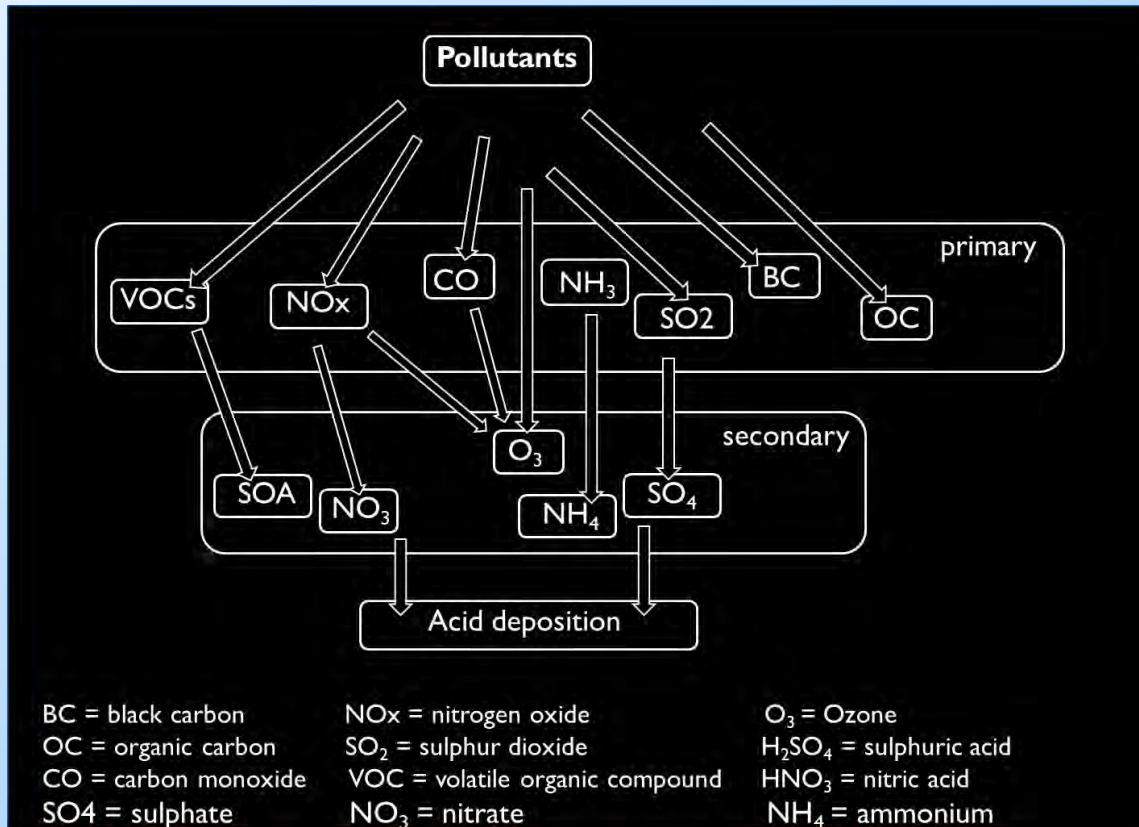 Pollutants
primary
VOCs
NOx
CO
NH₃
SO2
BC
OC
secondary
SOA
NO₃
O₃
NH₄
SO₄
Acid deposition
BC = black carbon
NOx = nitrogen oxide
O₃ = Ozone
OC = organic carbon
SO₂ = sulphur dioxide
H₂SO₄ = sulphuric acid
CO = carbon monoxide
VOC = volatile organic compound
HNO₃ = nitric acid
SO4 = sulphate
NO₃ = nitrate
NH₄ = ammonium